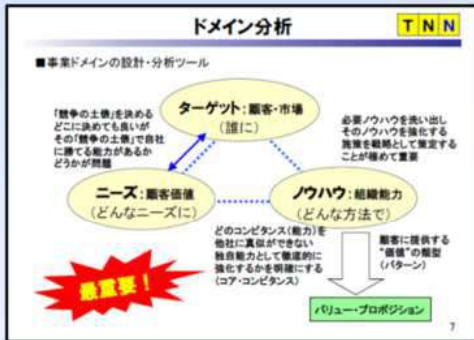 ドメイン分析
TNN
■事業ドメインの設計・分析ツール
ターゲット:顧客・市場
(誰に)
「競争の土俵」を決める
どこに決めても良いが
その「競争の土俵」で自社
に勝てる能力があるか
どうかが問題
必要ノウハウを洗い出し
そのノウハウを強化する
施策を戦略として策定する
ことが極めて重要
ニーズ:顧客価値
(どんなニーズに)
ノウハウ:組織能力
(どんな方法で)
どのコンピタンス(能力)を
他社に真似ができない
独自能力として徹底的に
強化するかを明確にする
(コア・コンピタンス)
顧客に提供する
“価値”の類型
(パターン)
最重要!
バリュー・プロポジション
7